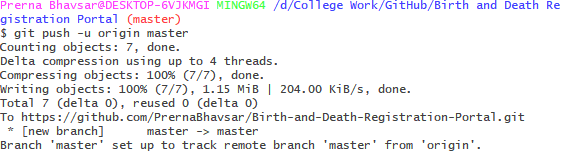 Prerna Bhavsar@DESKTOP-6VJKMGI MINGW64 /d/College Work/GitHub/Birth and Death Re
gistration Portal (master)
$ git push -u origin master
Counting objects: 7, done.
Delta compression using up to 4 threads.
Compressing objects: 100% (7/7), done.
Writing objects: 100% (7/7), 1.15 MiB | 204.00 KiB/s, done.
Total 7 (delta 0), reused 0 (delta 0)
To https://github.com/PrernaBhavsar/Birth-and-Death-Registration-Portal.git
 * [new branch]      master -> master
Branch 'master' set up to track remote branch 'master' from 'origin'.